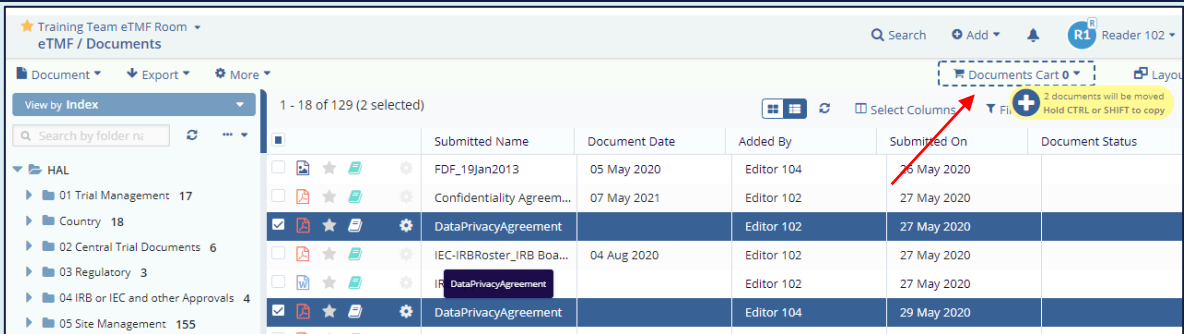 Training Team eTMF Room
eTMF / Documents
Search
Add
R
R1
Reader 102
Document
Export
More
Documents Cart 0
Layou
View by Index
1 - 18 of 129 (2 selected)
Select Columns
Fi
2 documents will be moved
Hold CTRL or SHIFT to copy
Search by folder na
Submitted Name Document Date Added By Submitted On Document Status
HAL
FDF_19Jan2013 05 May 2020 Editor 104 26 May 2020
01 Trial Management 17
Confidentiality Agreem... 07 May 2021 Editor 102 27 May 2020
Country 18
DataPrivacyAgreement Editor 102 27 May 2020
02 Central Trial Documents 6
IEC-IRBRoster_IRB Boa... 04 Aug 2020 Editor 102 27 May 2020
03 Regulatory 3
IR Editor 102 27 May 2020
DataPrivacyAgreement
04 IRB or IEC and other Approvals 4
DataPrivacyAgreement Editor 104 29 May 2020
05 Site Management 155